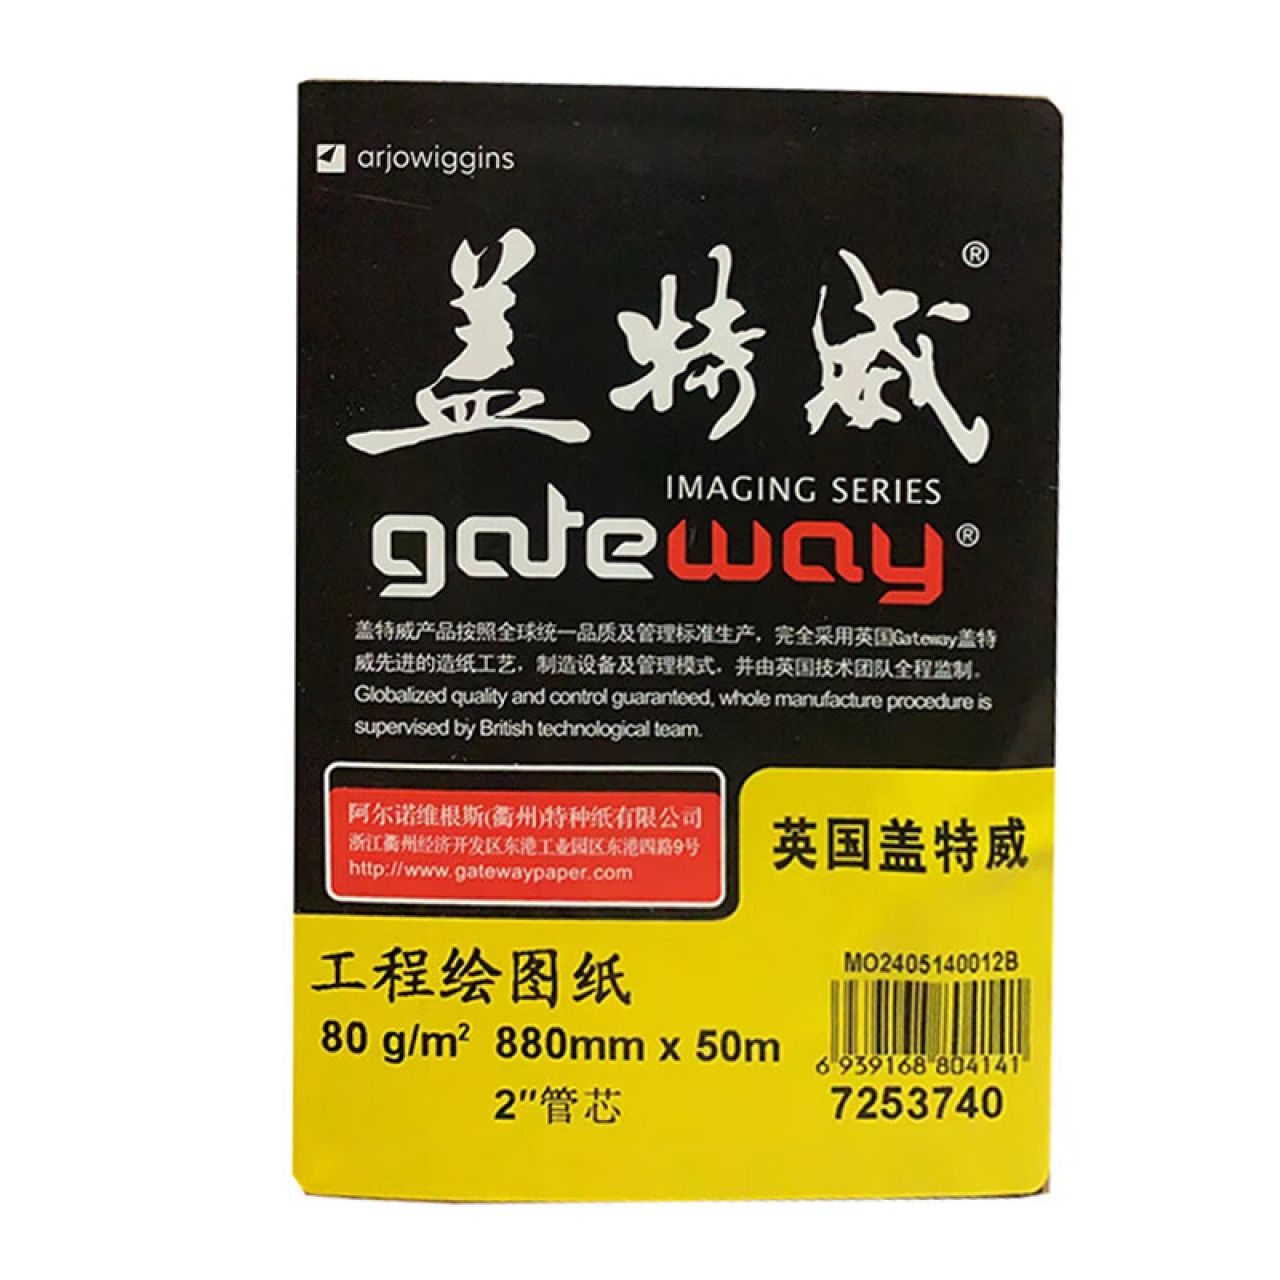 arjowiggins
盖特威®
IMAGING SERIES
gateway®
盖特威产品按照全球统一品质及管理标准生产，完全采用英国Gateway盖特
威先进的造纸工艺，制造设备及管理模式，并由英国技术团队全程监制。
Globalized quality and control guaranteed, whole manufacture procedure is
supervised by British technological team.
阿尔诺维根斯(衢州)特种纸有限公司
浙江衢州经济开发区东港工业园区东港四路9号
http://www.gatewaypaper.com
英国盖特威
工程绘图纸
80 g/m² 880mm x 50m
2″管芯
MO2405140012B
6 939168 804141
7253740